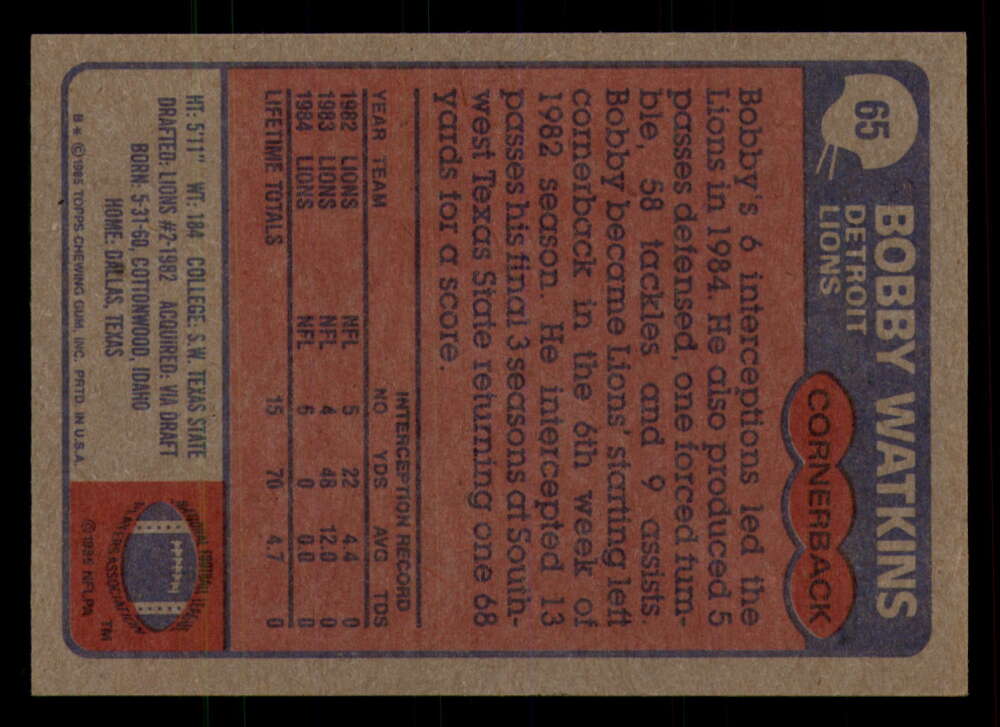 65
BOBBY WATKINS
DETROIT
LIONS
CORNERBACK
Bobby's 6 interceptions led the
Lions in 1984. He also produced 5
passes defensed, one forced fum-
ble, 58 tackles and 9 assists.
Bobby became Lions' starting left
cornerback in the 6th week of
1982 season. He intercepted 13
passes his final 3 seasons at South-
west Texas State returning one 68
yards for a score.
INTERCEPTION RECORD
YEAR TEAM NO YDS AVG TDS
1982 LIONS NFL 5 22 4.4 0
1983 LIONS NFL 4 48 12.0 0
1984 LIONS NFL 6 0 0.0 0
LIFETIME TOTALS 15 70 4.7 0
HT: 5'11" WT: 184 COLLEGE: S.W. TEXAS STATE
DRAFTED: LIONS #2-1982 ACQUIRED: VIA DRAFT
BORN: 5-31-60, COTTONWOOD, IDAHO
HOME: DALLAS, TEXAS
B* ©1985 TOPPS CHEWING GUM, INC. PRTD. IN U.S.A.
NATIONAL FOOTBALL LEAGUE
PLAYERS ASSOCIATION
TM
©1985 NFLPA